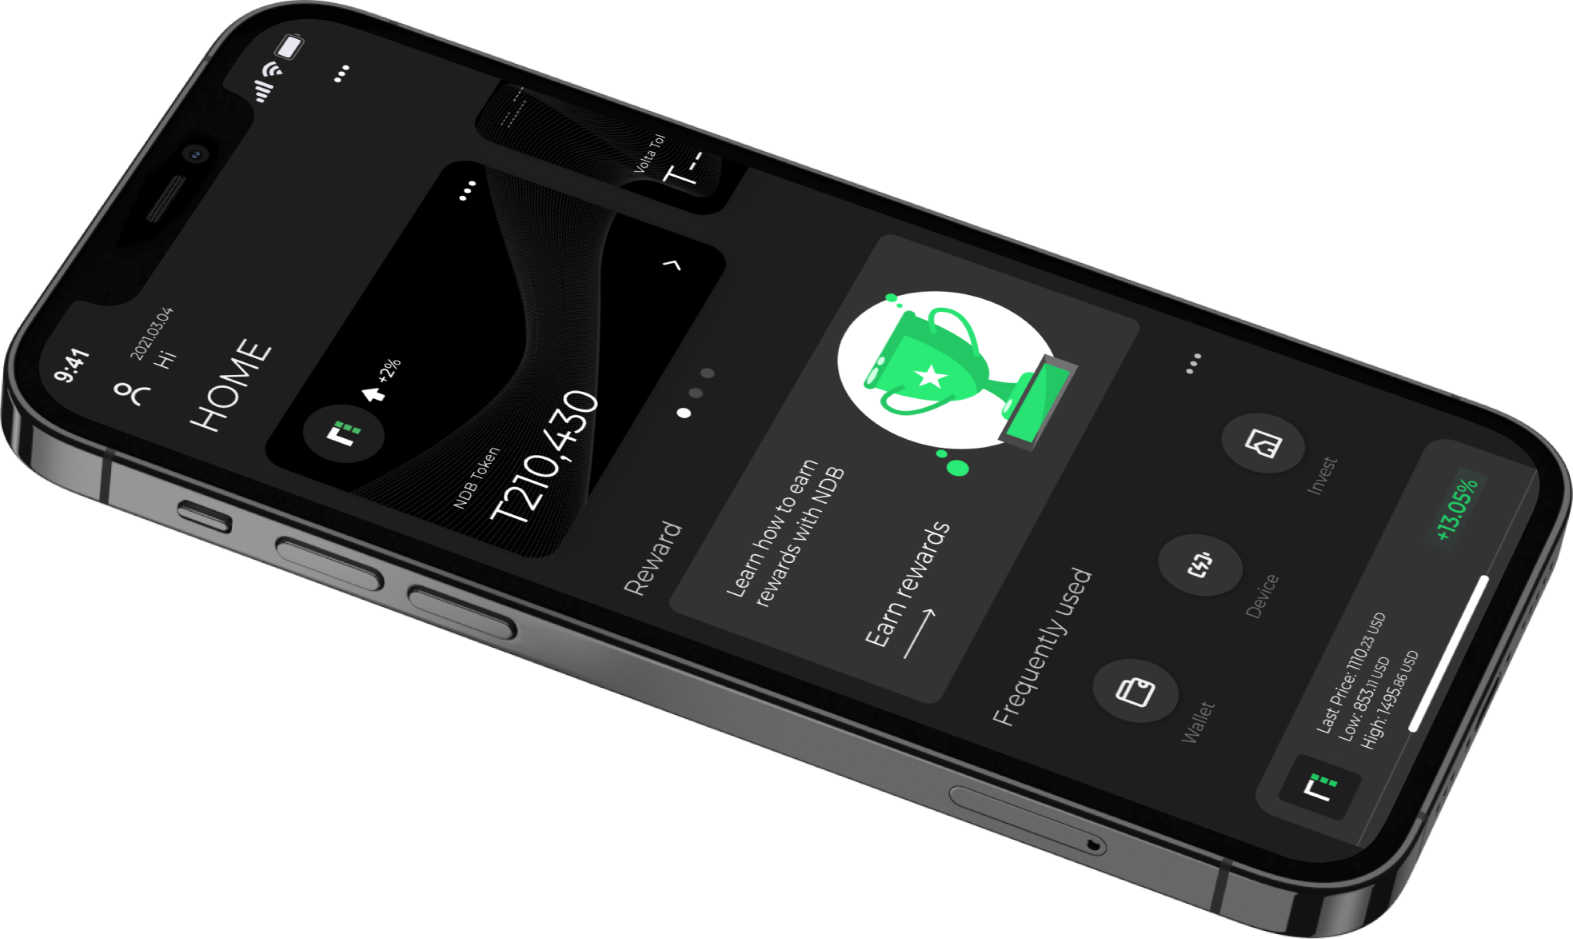 9:41
2021.03.04
Hi
HOME
+2%
NDB Token
T210,430
Volta Tol
T--
Reward
Learn how to earn
rewards with NDB
Earn rewards
Frequently used
Wallet
Device
Invest
Last Price: 1110.23 USD
Low: 853.11 USD
High: 1495.86 USD
+13.05%